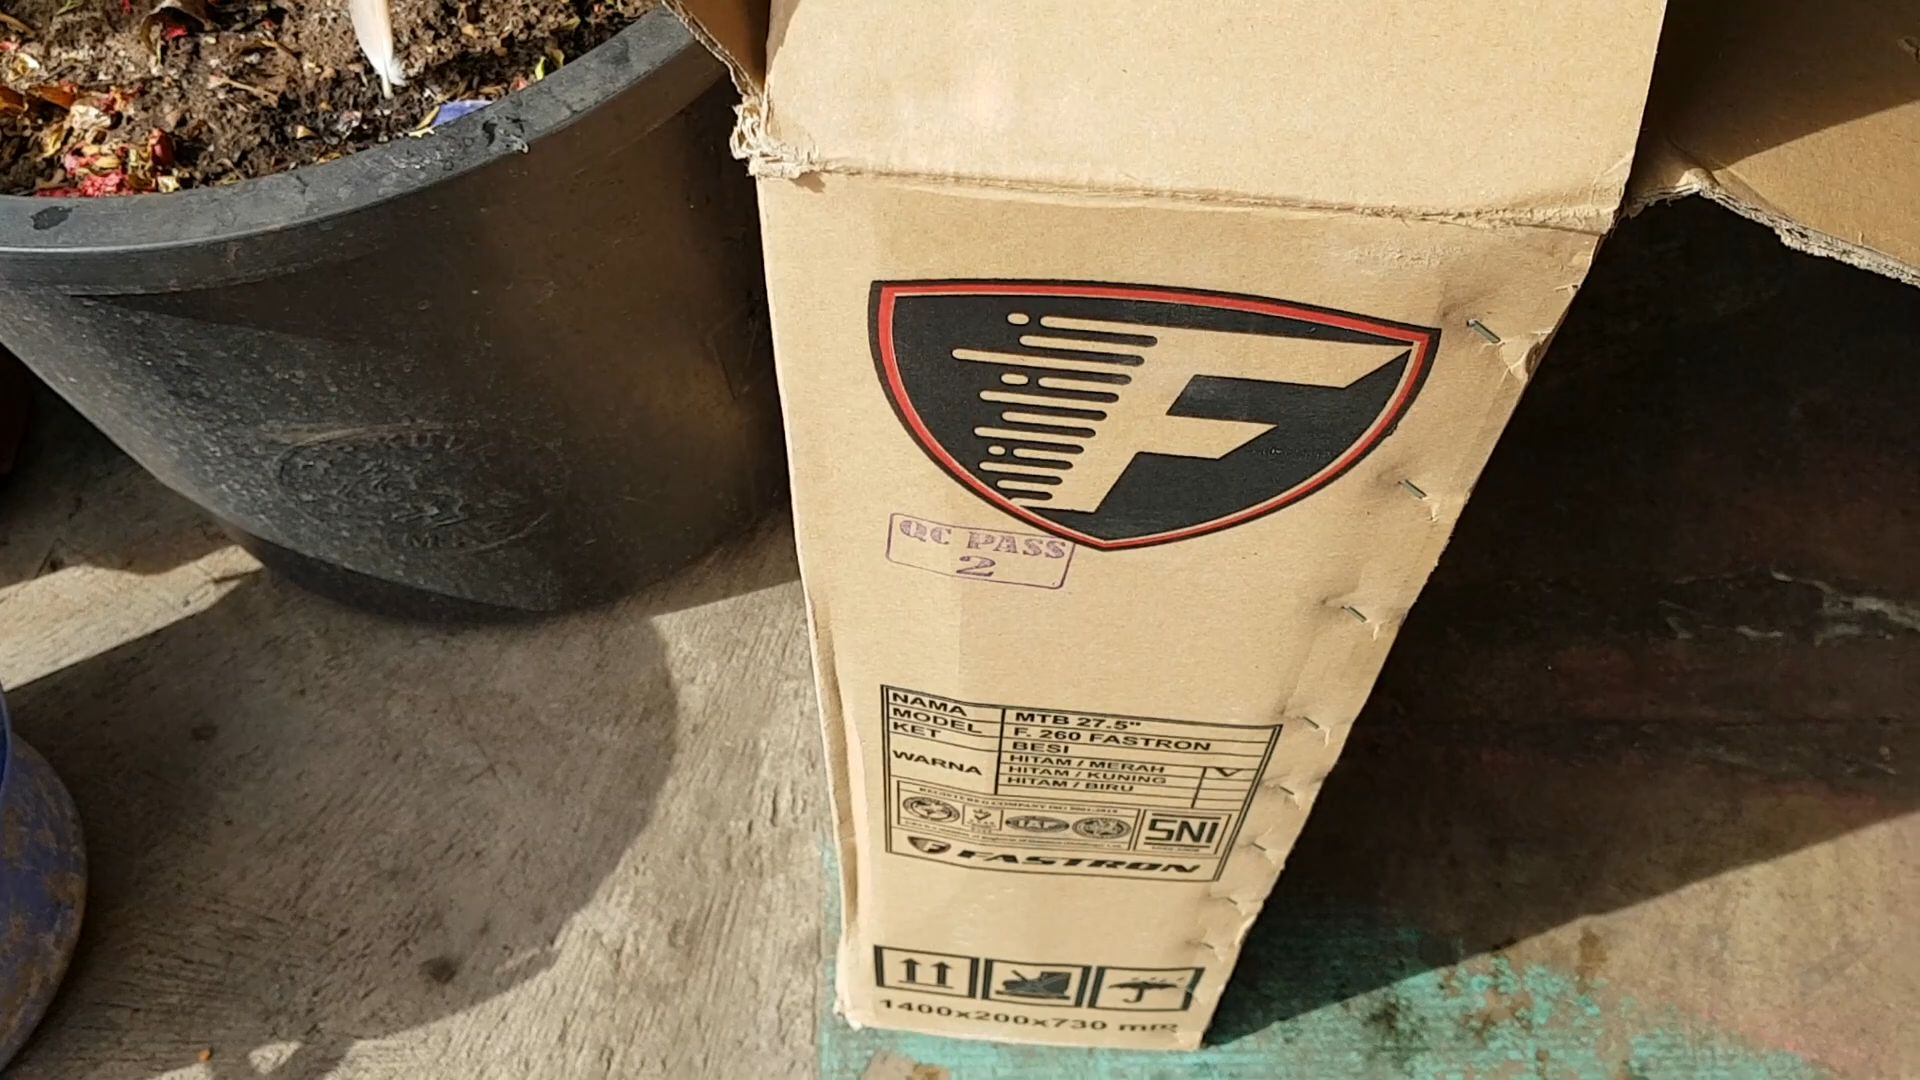 QC PASS
2
NAMA MTB 27.5"
MODEL F. 260 FASTRON
KET BESI
WARNA HITAM / MERAH V
HITAM / KUNING
HITAM / BIRU
SNI
FASTRON
1400x200x730 mm